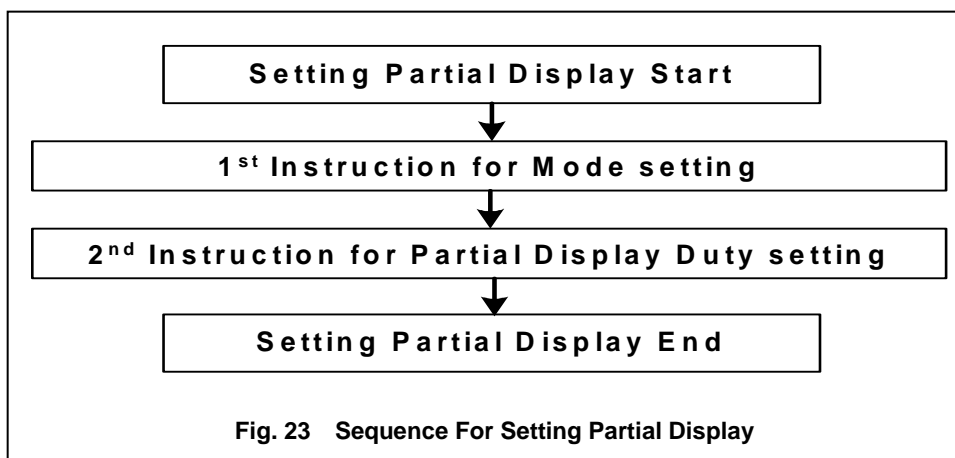 Setting Partial Display Start
1st Instruction for Mode setting
2nd Instruction for Partial Display Duty setting
Setting Partial Display End
Fig. 23 Sequence For Setting Partial Display